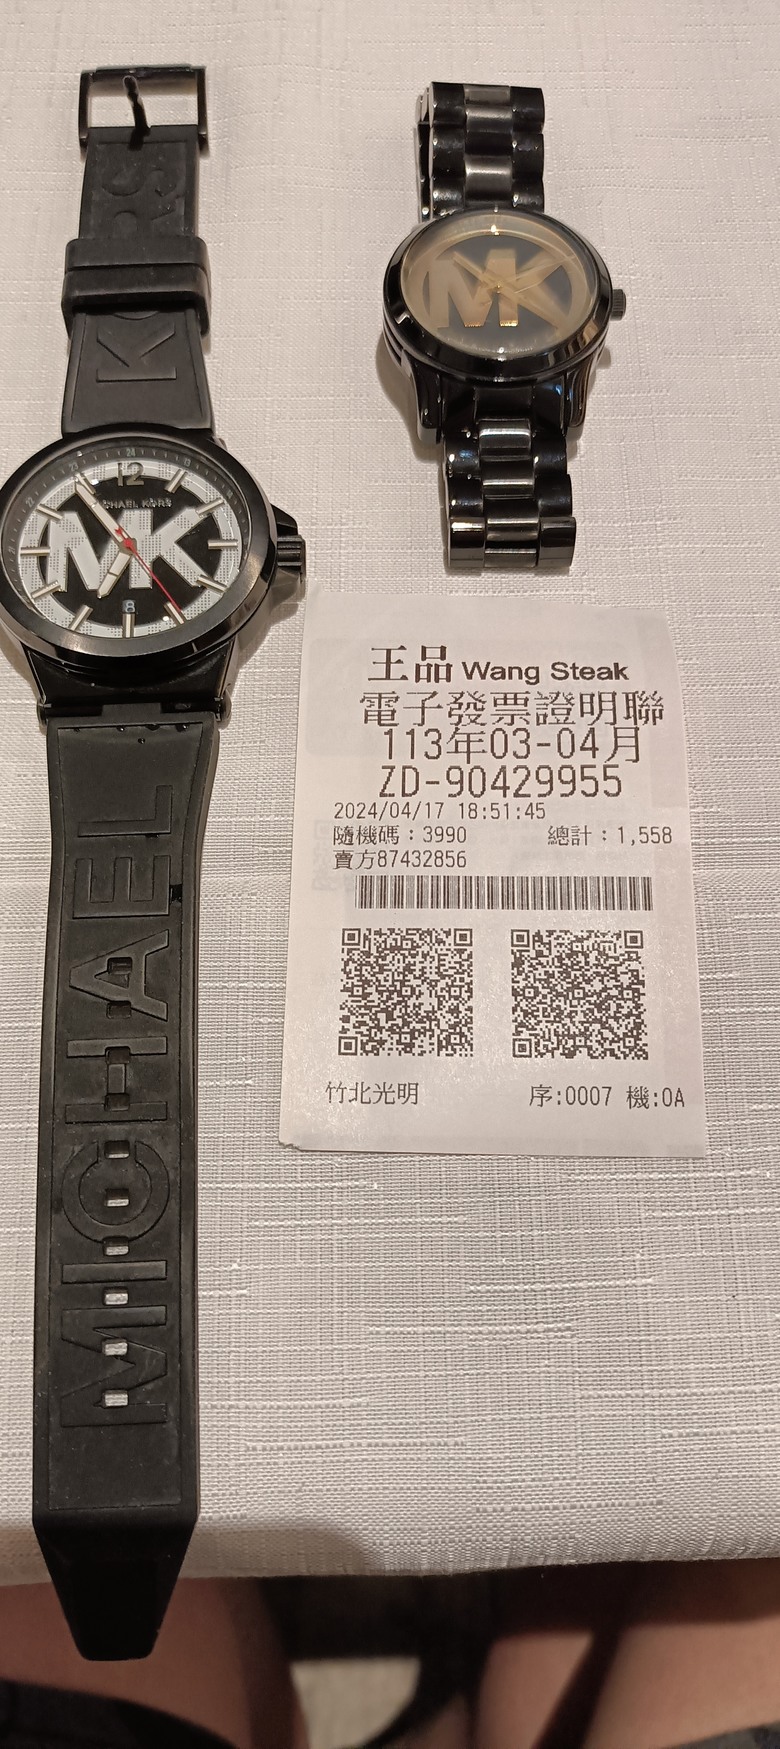 KORS
12
24
MICHAEL KORS
MK
8
MICHAEL
MK
王品 Wang Steak
電子發票證明聯
113年03-04月
ZD-90429955
2024/04/17 18:51:45
隨機碼：3990 總計：1,558
賣方87432856
竹北光明 序:0007 機:0A